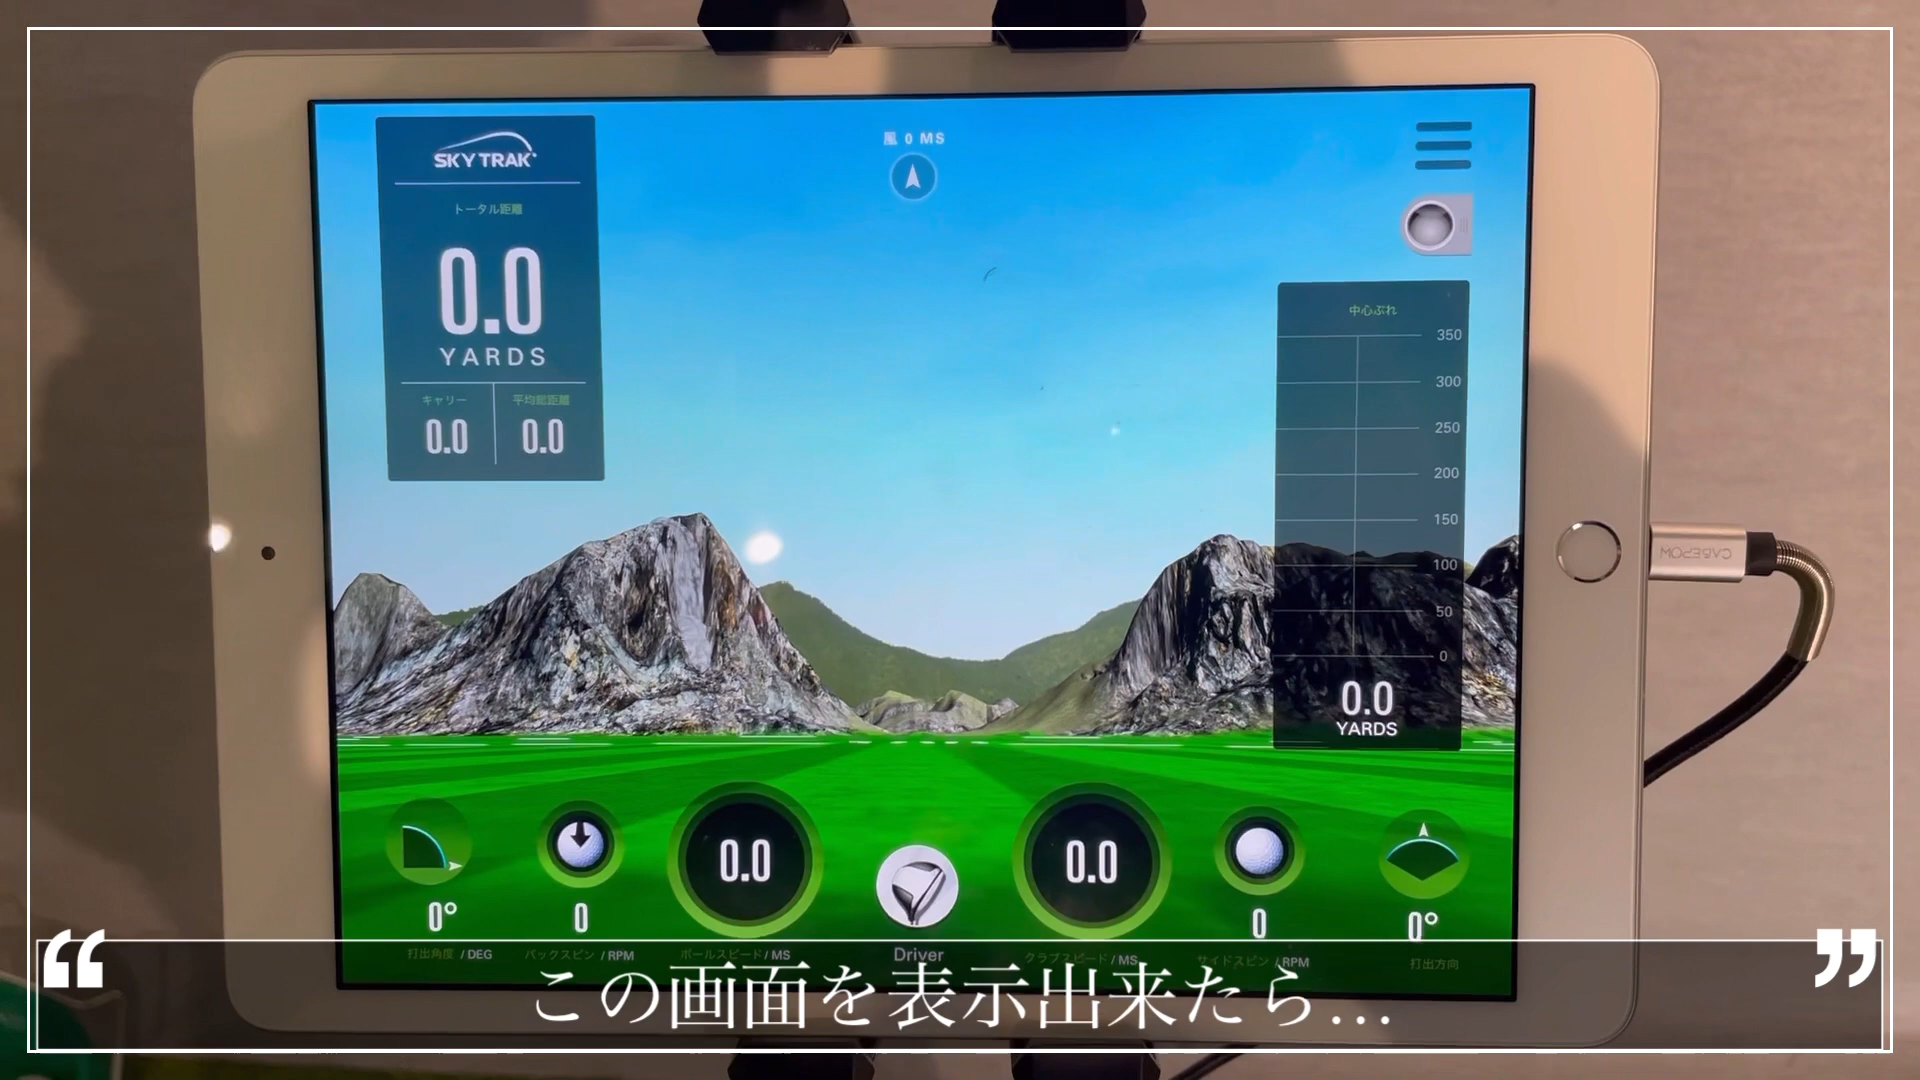 SKYTRAK
トータル距離
0.0
YARDS
キャリー
平均総距離
0.0
0.0
風 0 MS
中心ぶれ
350
300
250
200
150
100
50
0
0.0
YARDS
CABEPOW
0°
打出角度 / DEG
0
バックスピン / RPM
0.0
ボールスピード / MS
Driver
0.0
クラブスピード / MS
0
サイドスピン / RPM
0°
打出方向
“この画面を表示出来たら…”